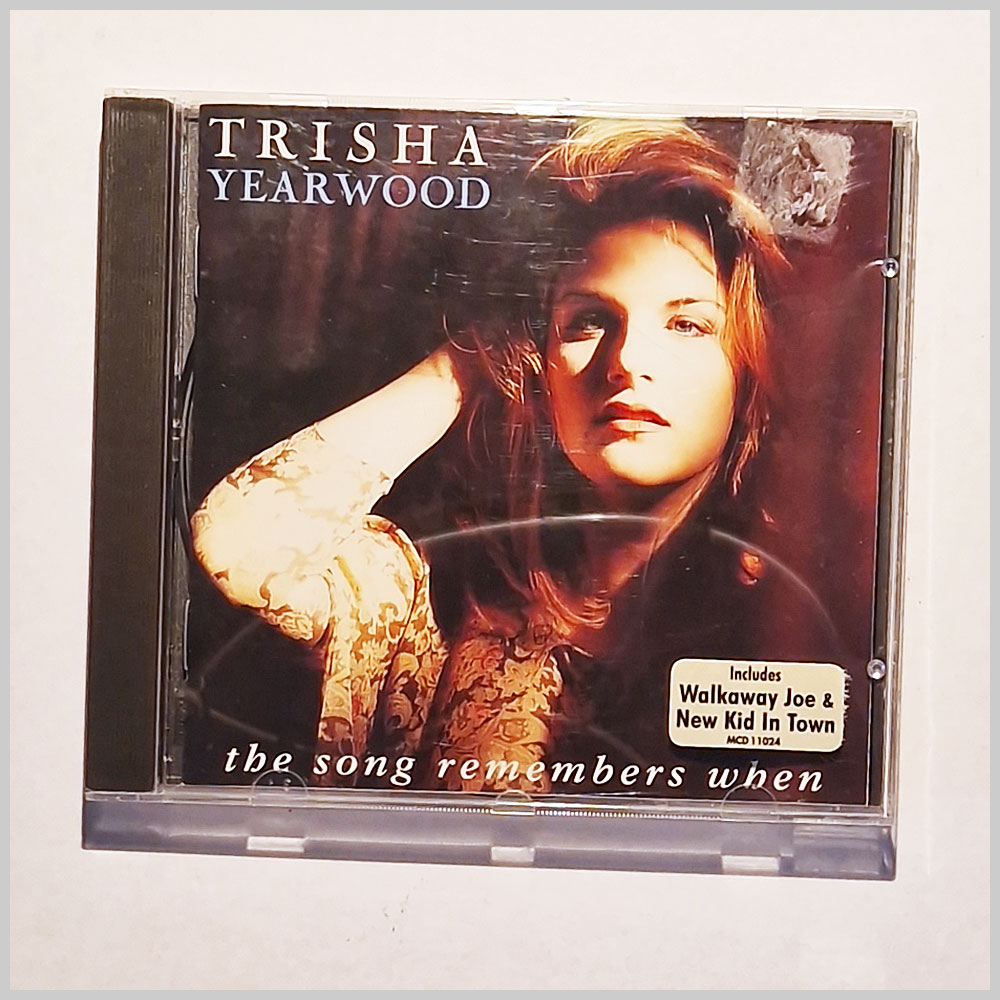 TRISHA
YEARWOOD
Includes
Walkaway Joe &
New Kid In Town
MCD 11024
the song remembers when